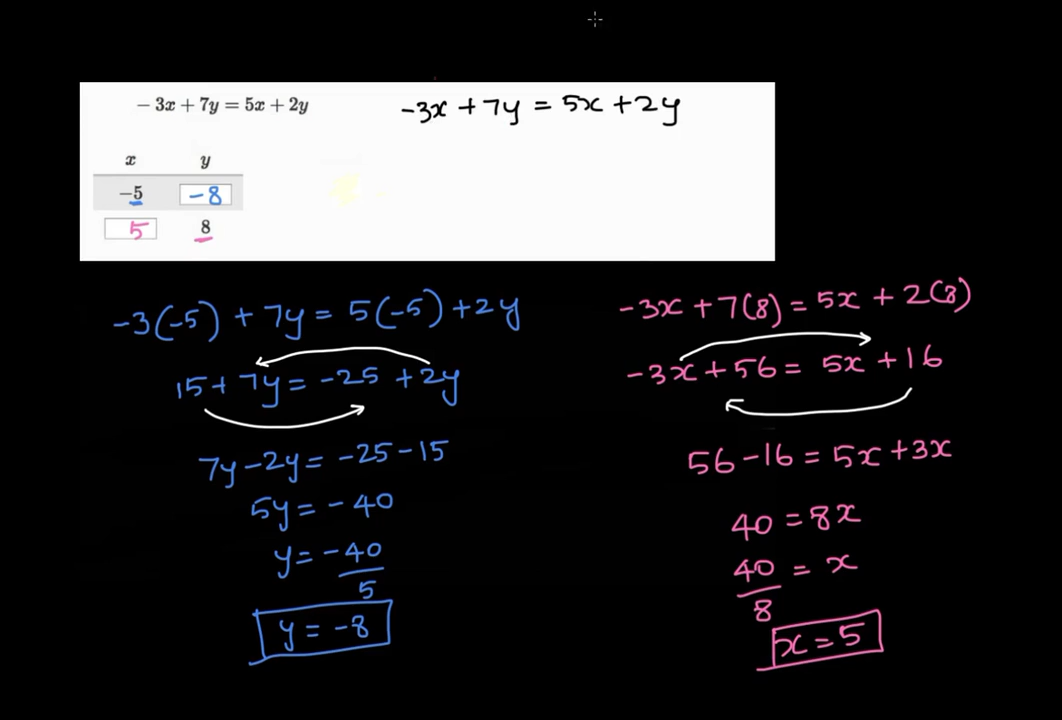 − 3x + 7y = 5x + 2y
-3x + 7y = 5x + 2y
x y
−5 -8
5 8
-3(-5) + 7y = 5(-5) + 2y
15 + 7y = -25 + 2y
7y - 2y = -25 - 15
5y = -40
y = -40/5
y = -8
-3x + 7(8) = 5x + 2(8)
-3x + 56 = 5x + 16
56 - 16 = 5x + 3x
40 = 8x
40/8 = x
x = 5